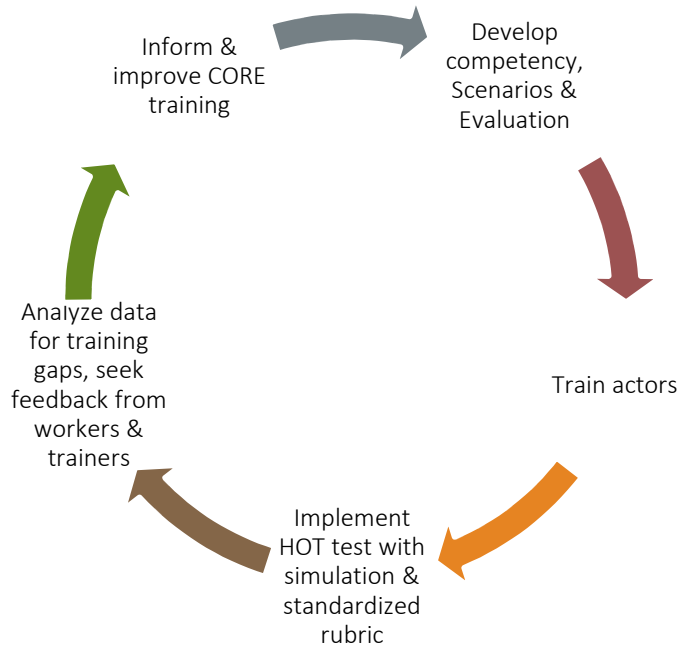 Inform &
improve CORE
training
Develop
competency,
Scenarios &
Evaluation
Train actors
Implement
HOT test with
simulation &
standardized
rubric
Analyze data
for training
gaps, seek
feedback from
workers &
trainers